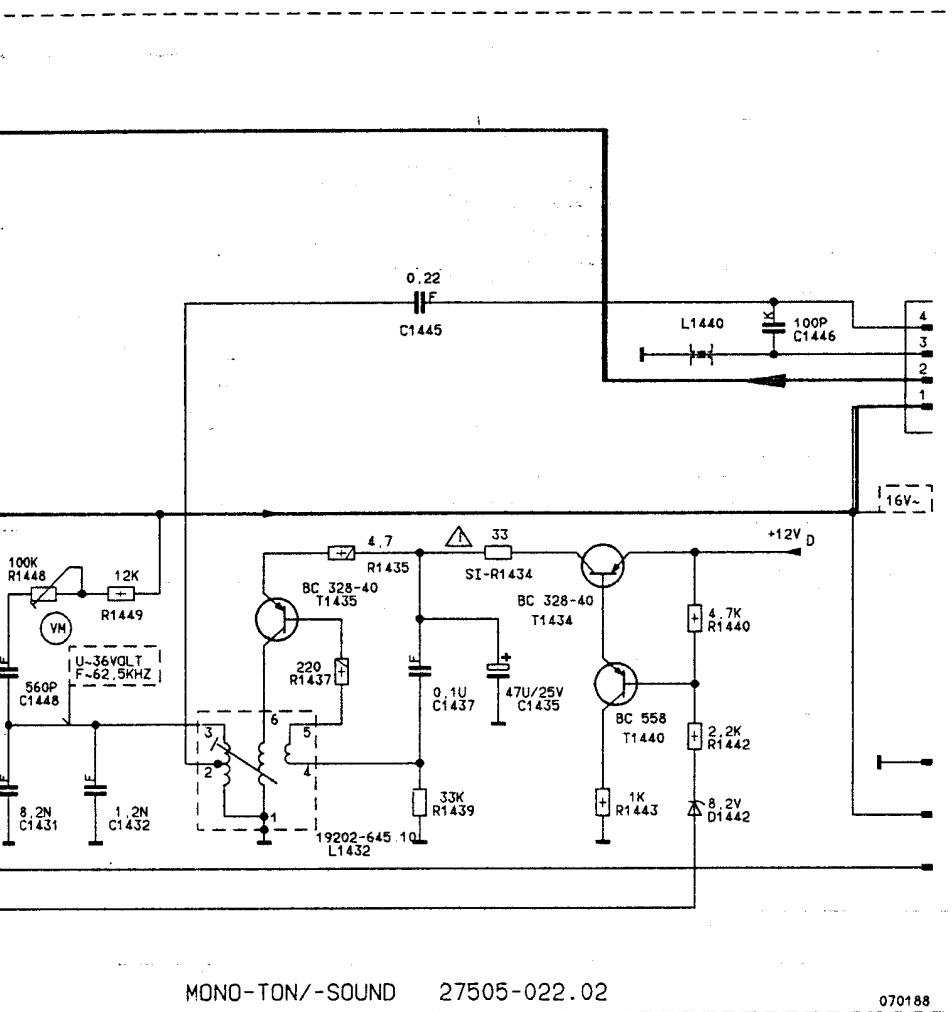 0.22
F
C1445
L1440
K
100P
C1446
4
3
2
1
16V~
+12V D
100K
R1448
12K
R1449
VM
U~36VOLT
F~62,5KHZ
F
560P
C1448
4.7
R1435
BC 328-40
T1435
220
R1437
33
SI-R1434
BC 328-40
T1434
4.7K
R1440
F
0.1U
C1437
+
47U/25V
C1435
BC 558
T1440
2.2K
R1442
3
6
5
2
4
1
F
8,2N
C1431
F
1,2N
C1432
33K
R1439
1K
R1443
8,2V
D1442
19202-645.10
L1432
MONO-TON/-SOUND 27505-022.02
070188